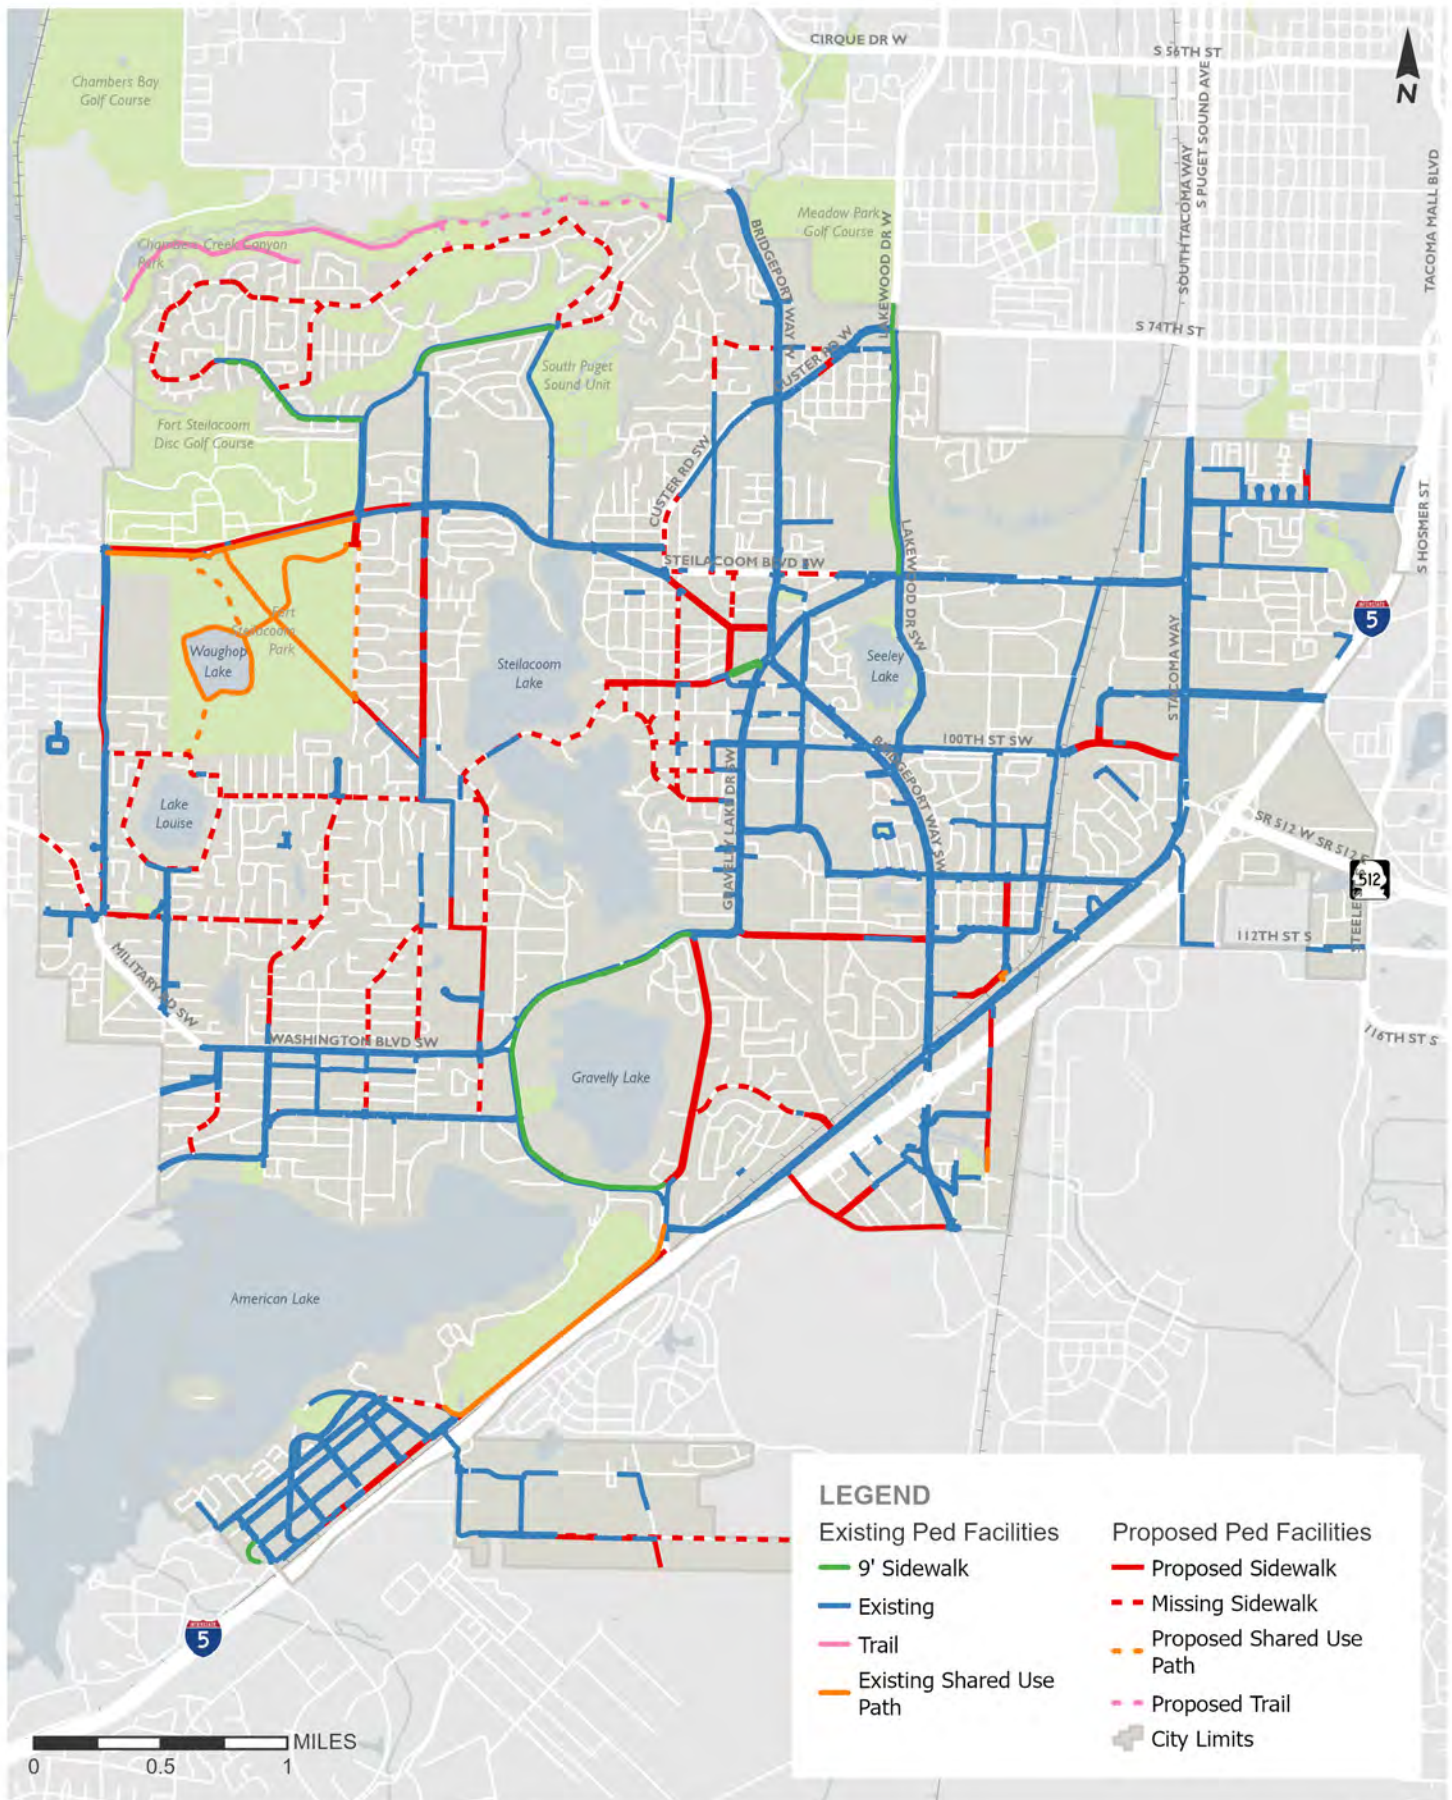 CIRQUE DR W
S 56TH ST
Chambers Bay
Golf Course
N
S PUGET SOUND AVE
SOUTH TACOMA WAY
TACOMA MALL BLVD
Meadow Park
Golf Course
LAKEWOOD DR W
BRIDGEPORT WAY W
Chambers Creek Canyon
Park
S 74TH ST
CUSTER RD W
South Puget
Sound Unit
Fort Steilacoom
Disc Golf Course
CUSTER RD SW
S HOSMER ST
STEILACOOM BLVD SW
LAKEWOOD DR SW
Fort
Steilacoom
Park
INTERSTATE
5
Waughop
Lake
Steilacoom
Lake
Seeley
Lake
S TACOMA WAY
100TH ST SW
BRIDGEPORT WAY SW
GRAVELLY LAKE DR SW
Lake
Louise
SR 512 W SR 512 E
512
STEELE ST S
112TH ST S
MILITARY RD SW
116TH ST S
WASHINGTON BLVD SW
Gravelly Lake
American Lake
LEGEND
Existing Ped Facilities
9' Sidewalk
Existing
Trail
Existing Shared Use
Path
Proposed Ped Facilities
Proposed Sidewalk
Missing Sidewalk
Proposed Shared Use
Path
Proposed Trail
City Limits
INTERSTATE
5
MILES
0 0.5 1